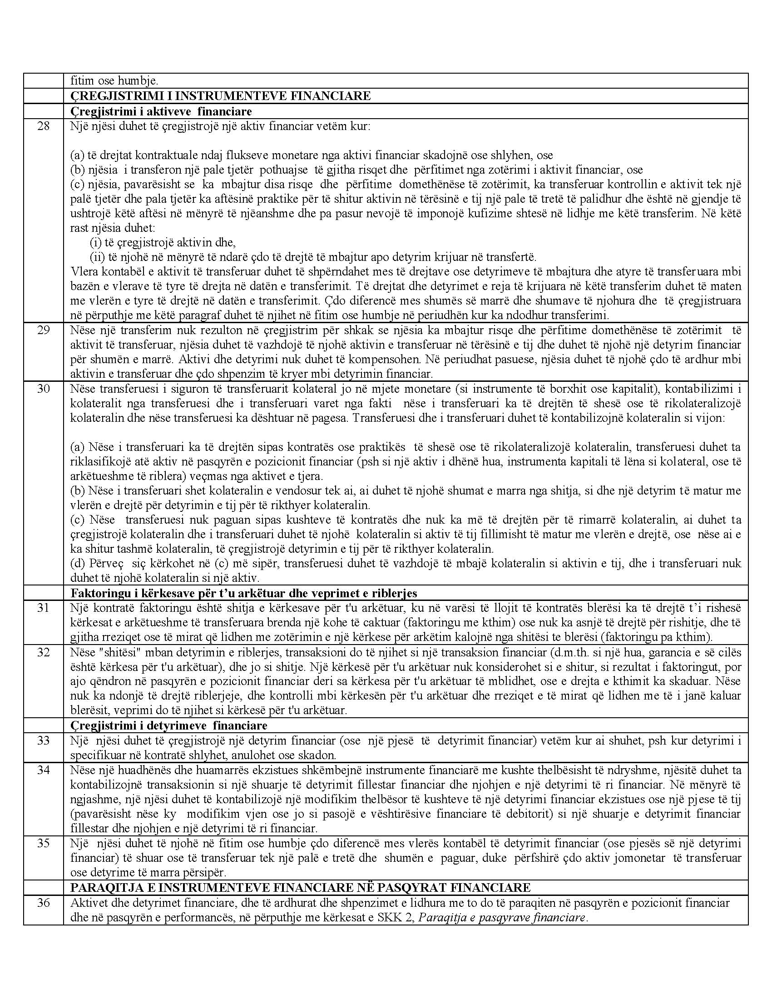 fitim ose humbje.
ÇREGJISTRIMI I INSTRUMENTEVE FINANCIARE
Çregjistrimi i aktiveve financiare
28 Një njësi duhet të çregjistrojë një aktiv financiar vetëm kur:
(a) të drejtat kontraktuale ndaj flukseve monetare nga aktivi financiar skadojnë ose shlyhen, ose
(b) njësia i transferon një pale tjetër pothuajse të gjitha risqet dhe përfitimet nga zotërimi i aktivit financiar, ose
(c) njësia, pavarësisht se ka mbajtur disa risqe dhe përfitime domethënëse të zotërimit, ka transferuar kontrollin e aktivit tek një
palë tjetër dhe pala tjetër ka aftësinë praktike për të shitur aktivin në tërësinë e tij një pale të tretë të palidhur dhe është në gjendje të
ushtrojë këtë aftësi në mënyrë të njëanshme dhe pa pasur nevojë të imponojë kufizime shtesë në lidhje me këtë transferim. Në këtë
rast njësia duhet:
(i) të çregjistrojë aktivin dhe,
(ii) të njohë në mënyrë të ndarë çdo të drejtë të mbajtur apo detyrim krijuar në transfertë.
Vlera kontabël e aktivit të transferuar duhet të shpërndahet mes të drejtave ose detyrimeve të mbajtura dhe atyre të transferuara mbi
bazën e vlerave të tyre të drejta në datën e transferimit. Të drejtat dhe detyrimet e reja të krijuara në këtë transferim duhet të maten
me vlerën e tyre të drejtë në datën e transferimit. Çdo diferencë mes shumës së marrë dhe shumave të njohura dhe të çregjistruara
në përputhje me këtë paragraf duhet të njihet në fitim ose humbje në periudhën kur ka ndodhur transferimi.
29 Nëse një transferim nuk rezulton në çregjistrim për shkak se njësia ka mbajtur risqe dhe përfitime domethënëse të zotërimit të
aktivit të transferuar, njësia duhet të vazhdojë të njohë aktivin e transferuar në tërësinë e tij dhe duhet të njohë një detyrim financiar
për shumën e marrë. Aktivi dhe detyrimi nuk duhet të kompensohen. Në periudhat pasuese, njësia duhet të njohë çdo të ardhur mbi
aktivin e transferuar dhe çdo shpenzim të kryer mbi detyrimin financiar.
30 Nëse transferuesi i siguron të transferuarit kolateral jo në mjete monetare (si instrumente të borxhit ose kapitalit), kontabilizimi i
kolateralit nga transferuesi dhe i transferuari varet nga fakti nëse i transferuari ka të drejtën të shesë ose të rikolateralizojë
kolateralin dhe nëse transferuesi ka dështuar në pagesa. Transferuesi dhe i transferuari duhet të kontabilizojnë kolateralin si vijon:
(a) Nëse i transferuari ka të drejtën sipas kontratës ose praktikës të shesë ose të rikolateralizojë kolateralin, transferuesi duhet ta
riklasifikojë atë aktiv në pasqyrën e pozicionit financiar (psh si një aktiv i dhënë hua, instrumenta kapitali të lëna si kolateral, ose të
arkëtueshme të riblera) veçmas nga aktivet e tjera.
(b) Nëse i transferuari shet kolateralin e vendosur tek ai, ai duhet të njohë shumat e marra nga shitja, si dhe një detyrim të matur me
vlerën e drejtë për detyrimin e tij për të rikthyer kolateralin.
(c) Nëse transferuesi nuk paguan sipas kushteve të kontratës dhe nuk ka më të drejtën për të rimarrë kolateralin, ai duhet ta
çregjistrojë kolateralin dhe i transferuari duhet të njohë kolateralin si aktiv të tij fillimisht të matur me vlerën e drejtë, ose nëse ai e
ka shitur tashmë kolateralin, të çregjistrojë detyrimin e tij për të rikthyer kolateralin.
(d) Përveç siç kërkohet në (c) më sipër, transferuesi duhet të vazhdojë të mbajë kolateralin si aktivin e tij, dhe i transferuari nuk
duhet të njohë kolateralin si një aktiv.
Faktoringu i kërkesave për t’u arkëtuar dhe veprimet e riblerjes
31 Një kontratë faktoringu është shitja e kërkesave për t'u arkëtuar, ku në varësi të llojit të kontratës blerësi ka të drejtë t’i rishesë
kërkesat e arkëtueshme të transferuara brenda një kohe të caktuar (faktoringu me kthim) ose nuk ka asnjë të drejtë për rishitje, dhe të
gjitha rreziqet ose të mirat që lidhen me zotërimin e një kërkese për arkëtim kalojnë nga shitësi te blerësi (faktoringu pa kthim).
32 Nëse "shitësi" mban detyrimin e riblerjes, transaksioni do të njihet si një transaksion financiar (d.m.th. si një hua, garancia e së cilës
është kërkesa për t'u arkëtuar), dhe jo si shitje. Një kërkesë për t'u arkëtuar nuk konsiderohet si e shitur, si rezultat i faktoringut, por
ajo qëndron në pasqyrën e pozicionit financiar deri sa kërkesa për t'u arkëtuar të mblidhet, ose e drejta e kthimit ka skaduar. Nëse
nuk ka ndonjë të drejtë riblerjeje, dhe kontrolli mbi kërkesën për t'u arkëtuar dhe rreziqet e të mirat që lidhen me të i janë kaluar
blerësit, veprimi do të njihet si kërkesë për t'u arkëtuar.
Çregjistrimi i detyrimeve financiare
33 Një njësi duhet të çregjistrojë një detyrim financiar (ose një pjesë të detyrimit financiar) vetëm kur ai shuhet, psh kur detyrimi i
specifikuar në kontratë shlyhet, anulohet ose skadon.
34 Nëse një huadhënës dhe huamarrës ekzistues shkëmbejnë instrumente financiarë me kushte thelbësisht të ndryshme, njësitë duhet ta
kontabilizojnë transaksionin si një shuarje të detyrimit fillestar financiar dhe njohjen e një detyrimi të ri financiar. Në mënyrë të
ngjashme, një njësi duhet të kontabilizojë një modifikim thelbësor të kushteve të një detyrimi financiar ekzistues ose një pjese të tij
(pavarësisht nëse ky modifikim vjen ose jo si pasojë e vështirësive financiare të debitorit) si një shuarje e detyrimit financiar
fillestar dhe njohjen e një detyrimi të ri financiar.
35 Një njësi duhet të njohë në fitim ose humbje çdo diferencë mes vlerës kontabël të detyrimit financiar (ose pjesës së një detyrimi
financiar) të shuar ose të transferuar tek një palë e tretë dhe shumën e paguar, duke përfshirë çdo aktiv jomonetar të transferuar
ose detyrime të marra përsipër.
PARAQITJA E INSTRUMENTEVE FINANCIARE NË PASQYRAT FINANCIARE
36 Aktivet dhe detyrimet financiare, dhe të ardhurat dhe shpenzimet e lidhura me to do të paraqiten në pasqyrën e pozicionit financiar
dhe në pasqyrën e performancës, në përputhje me kërkesat e SKK 2, Paraqitja e pasqyrave financiare.